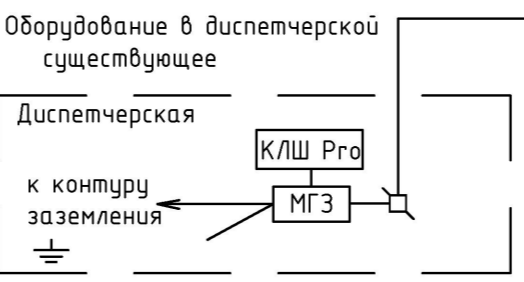 Оборудование в диспетчерской
существующее
Диспетчерская
КЛШ Pro
к контуру
заземления
МГЗ